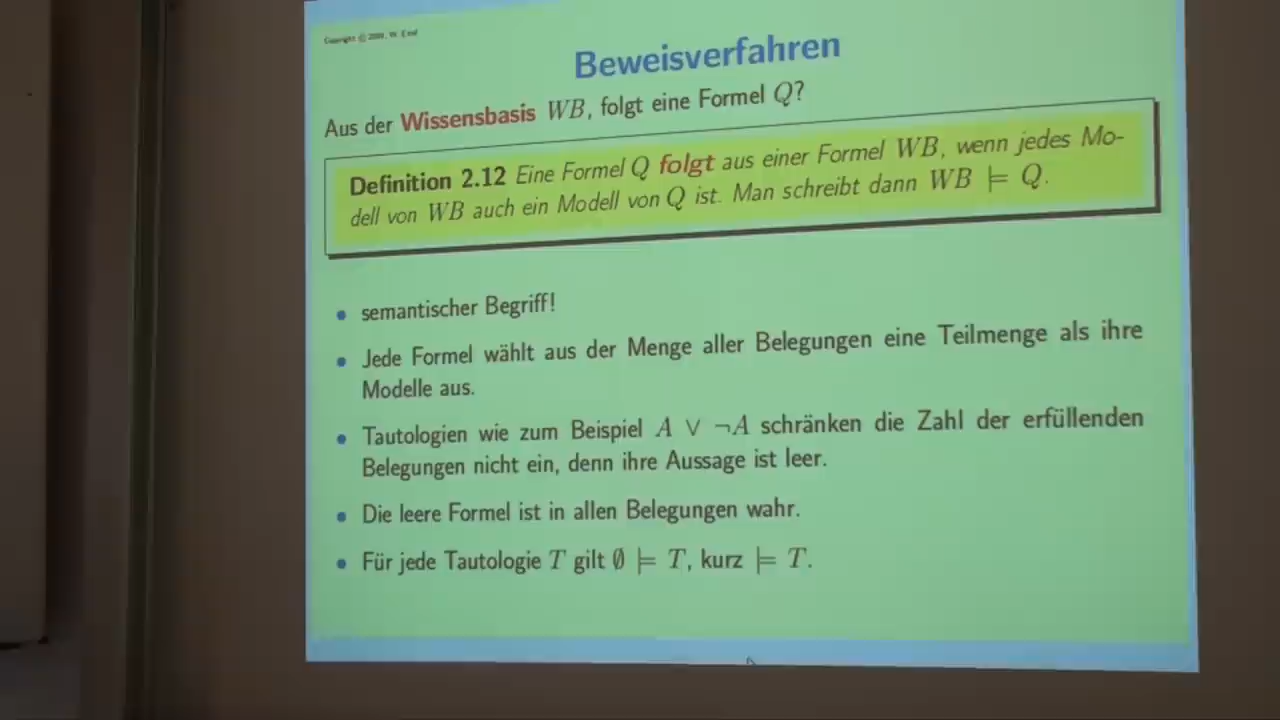 Copyright © 2009, W. Ertel
Beweisverfahren
Aus der Wissensbasis WB, folgt eine Formel Q?
Definition 2.12 Eine Formel Q folgt aus einer Formel WB, wenn jedes Mo-
dell von WB auch ein Modell von Q ist. Man schreibt dann WB ⊨ Q.
• semantischer Begriff!
• Jede Formel wählt aus der Menge aller Belegungen eine Teilmenge als ihre
Modelle aus.
• Tautologien wie zum Beispiel A ∨ ¬A schränken die Zahl der erfüllenden
Belegungen nicht ein, denn ihre Aussage ist leer.
• Die leere Formel ist in allen Belegungen wahr.
• Für jede Tautologie T gilt ∅ ⊨ T, kurz ⊨ T.